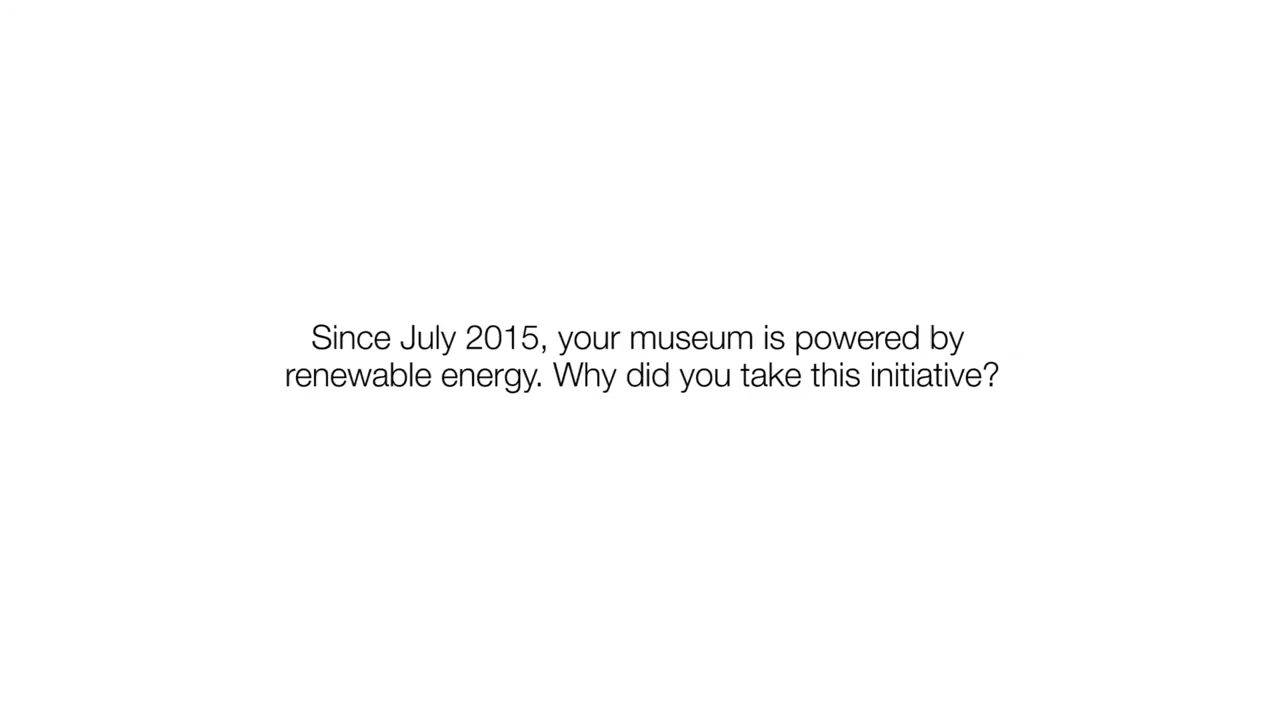 Since July 2015, your museum is powered by
renewable energy. Why did you take this initiative?